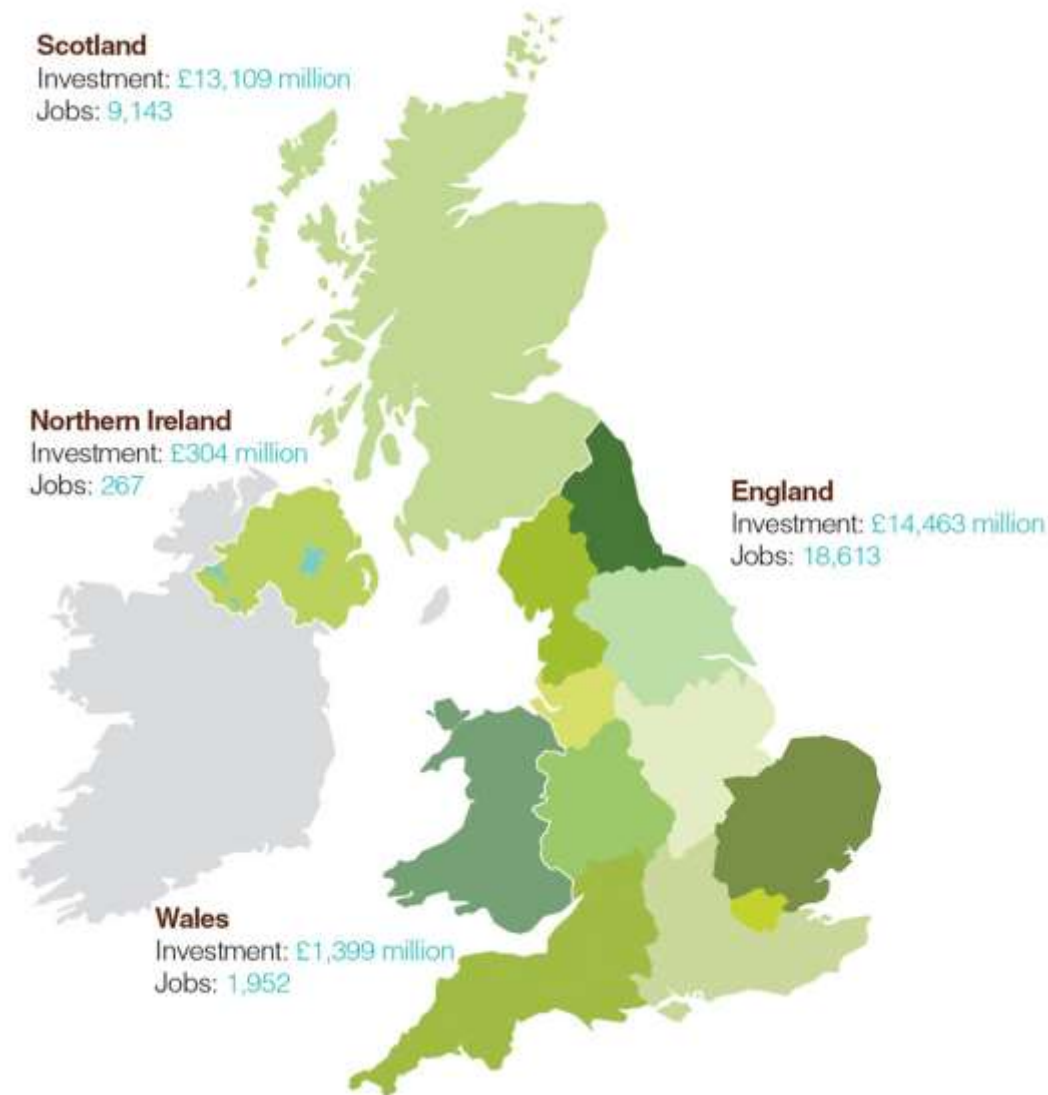 Scotland
Investment: £13,109 million
Jobs: 9,143
Northern Ireland
Investment: £304 million
Jobs: 267
England
Investment: £14,463 million
Jobs: 18,613
Wales
Investment: £1,399 million
Jobs: 1,952